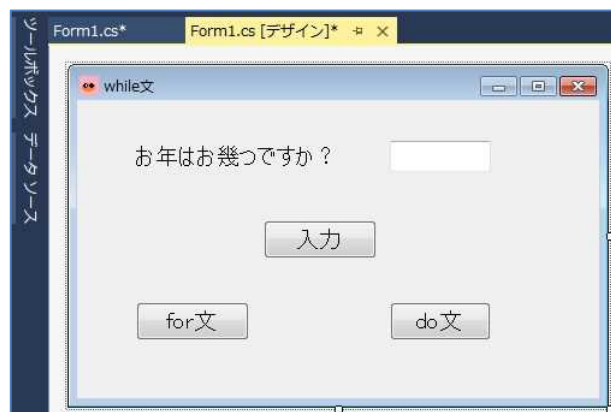 ツールボックス データ ソース
Form1.cs* Form1.cs [デザイン]*
while文
お年はお幾つですか?
入力
for文 do文